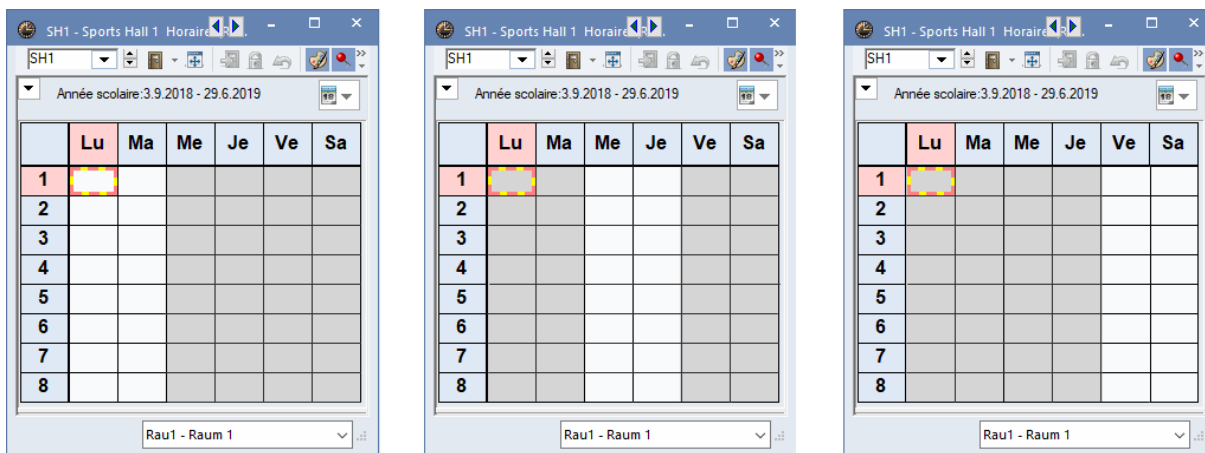 SH1 - Sports Hall 1 Horaire
SH1
Année scolaire:3.9.2018 - 29.6.2019
Lu Ma Me Je Ve Sa
1
2
3
4
5
6
7
8
Rau1 - Raum 1
SH1 - Sports Hall 1 Horaire
SH1
Année scolaire:3.9.2018 - 29.6.2019
Lu Ma Me Je Ve Sa
1
2
3
4
5
6
7
8
Rau1 - Raum 1
SH1 - Sports Hall 1 Horaire
SH1
Année scolaire:3.9.2018 - 29.6.2019
Lu Ma Me Je Ve Sa
1
2
3
4
5
6
7
8
Rau1 - Raum 1